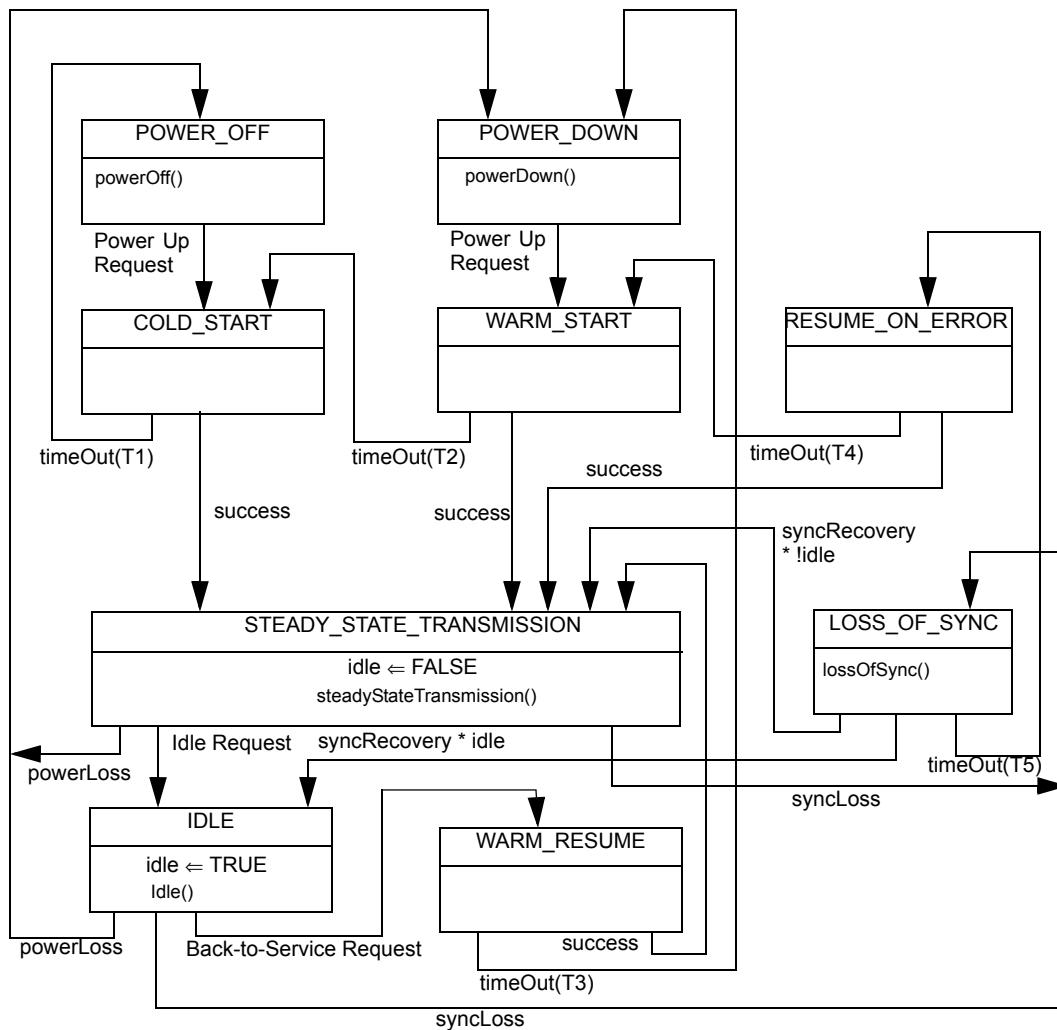 POWER_OFF
powerOff()
POWER_DOWN
powerDown()
Power Up
Request
Power Up
Request
COLD_START
WARM_START
RESUME_ON_ERROR
timeOut(T1)
timeOut(T2)
timeOut(T4)
success
success
success
syncRecovery
* !idle
STEADY_STATE_TRANSMISSION
idle ⇐ FALSE
steadyStateTransmission()
LOSS_OF_SYNC
lossOfSync()
powerLoss
Idle Request
syncRecovery * idle
timeOut(T5)
syncLoss
IDLE
idle ⇐ TRUE
Idle()
WARM_RESUME
powerLoss
Back-to-Service Request
success
timeOut(T3)
syncLoss